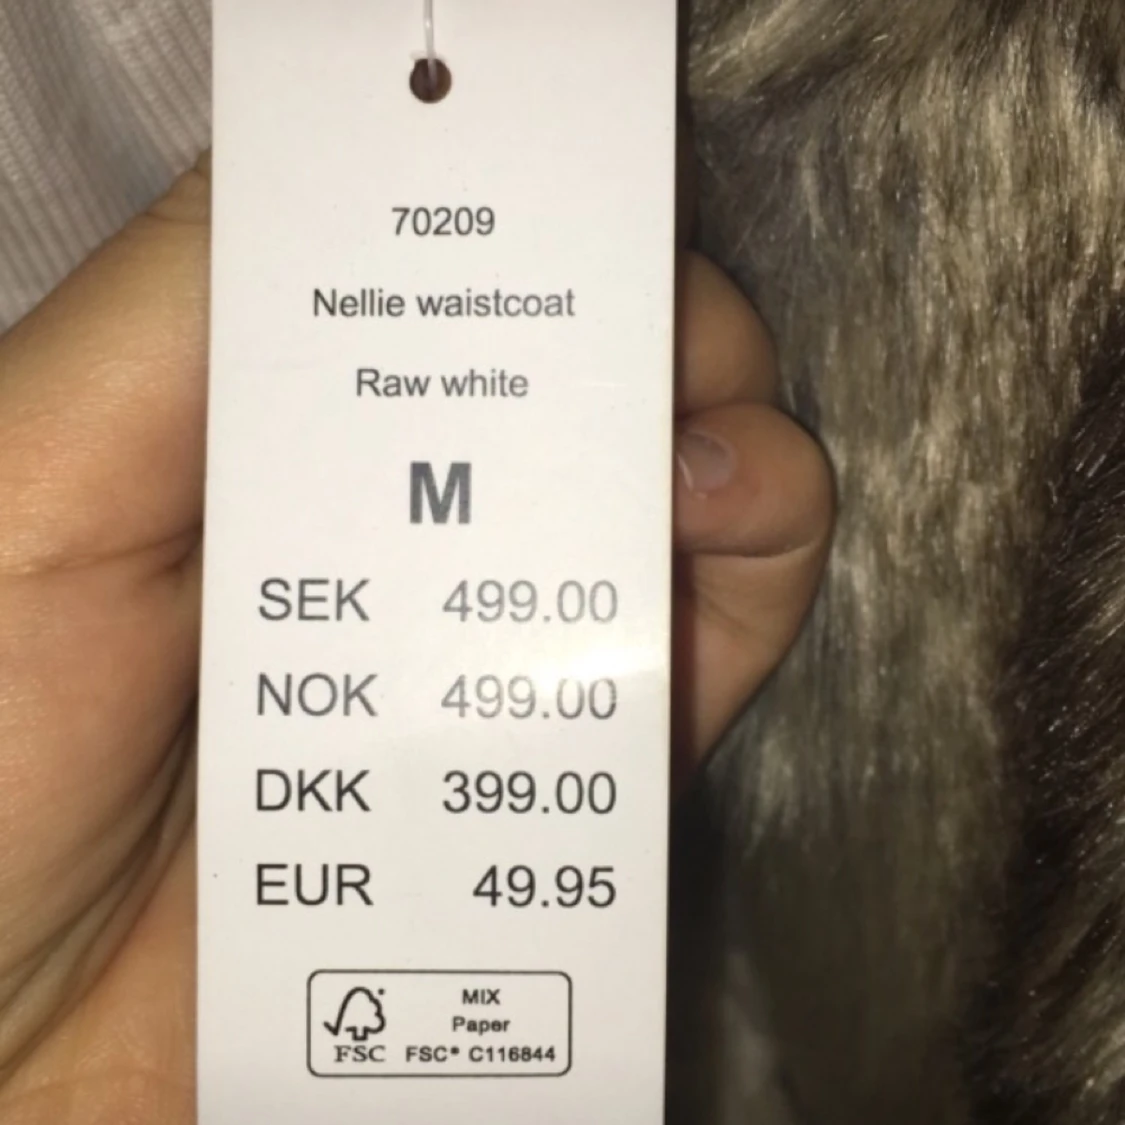 70209
Nellie waistcoat
Raw white
M
SEK 499.00
NOK 499.00
DKK 399.00
EUR 49.95
MIX
Paper
FSC FSC® C116844